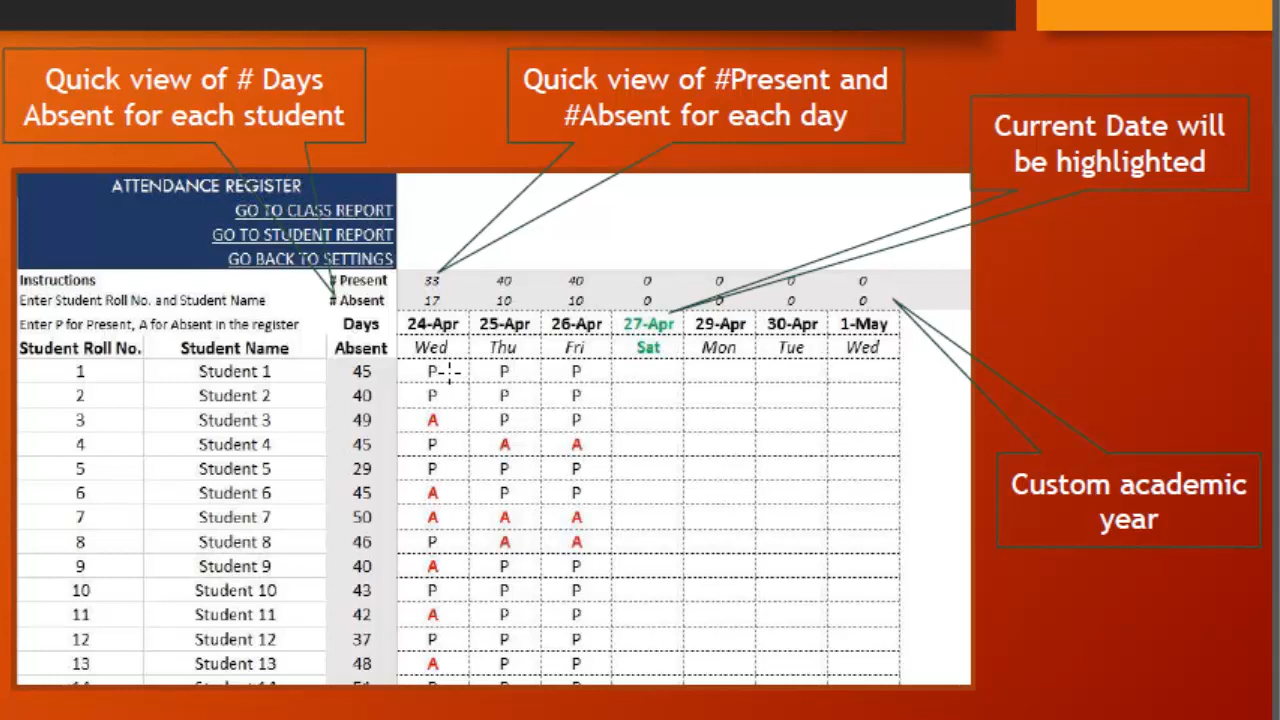 Quick view of # Days
Absent for each student
Quick view of #Present and
#Absent for each day
Current Date will
be highlighted
ATTENDANCE REGISTER
GO TO CLASS REPORT
GO TO STUDENT REPORT
GO BACK TO SETTINGS
Instructions # Present 33 40 40 0 0 0 0
Enter Student Roll No. and Student Name # Absent 17 10 10 0 0 0 0
Enter P for Present, A for Absent in the register Days 24-Apr 25-Apr 26-Apr 27-Apr 29-Apr 30-Apr 1-May
Student Roll No. Student Name Absent Wed Thu Fri Sat Mon Tue Wed
1 Student 1 45 P P P
2 Student 2 40 P P P
3 Student 3 49 A P P
4 Student 4 45 P A A
5 Student 5 29 P P P
6 Student 6 45 A P P
7 Student 7 50 A A A
8 Student 8 46 P A A
9 Student 9 40 A P P
10 Student 10 43 P P P
11 Student 11 42 A P P
12 Student 12 37 P P P
13 Student 13 48 A P P
Custom academic
year